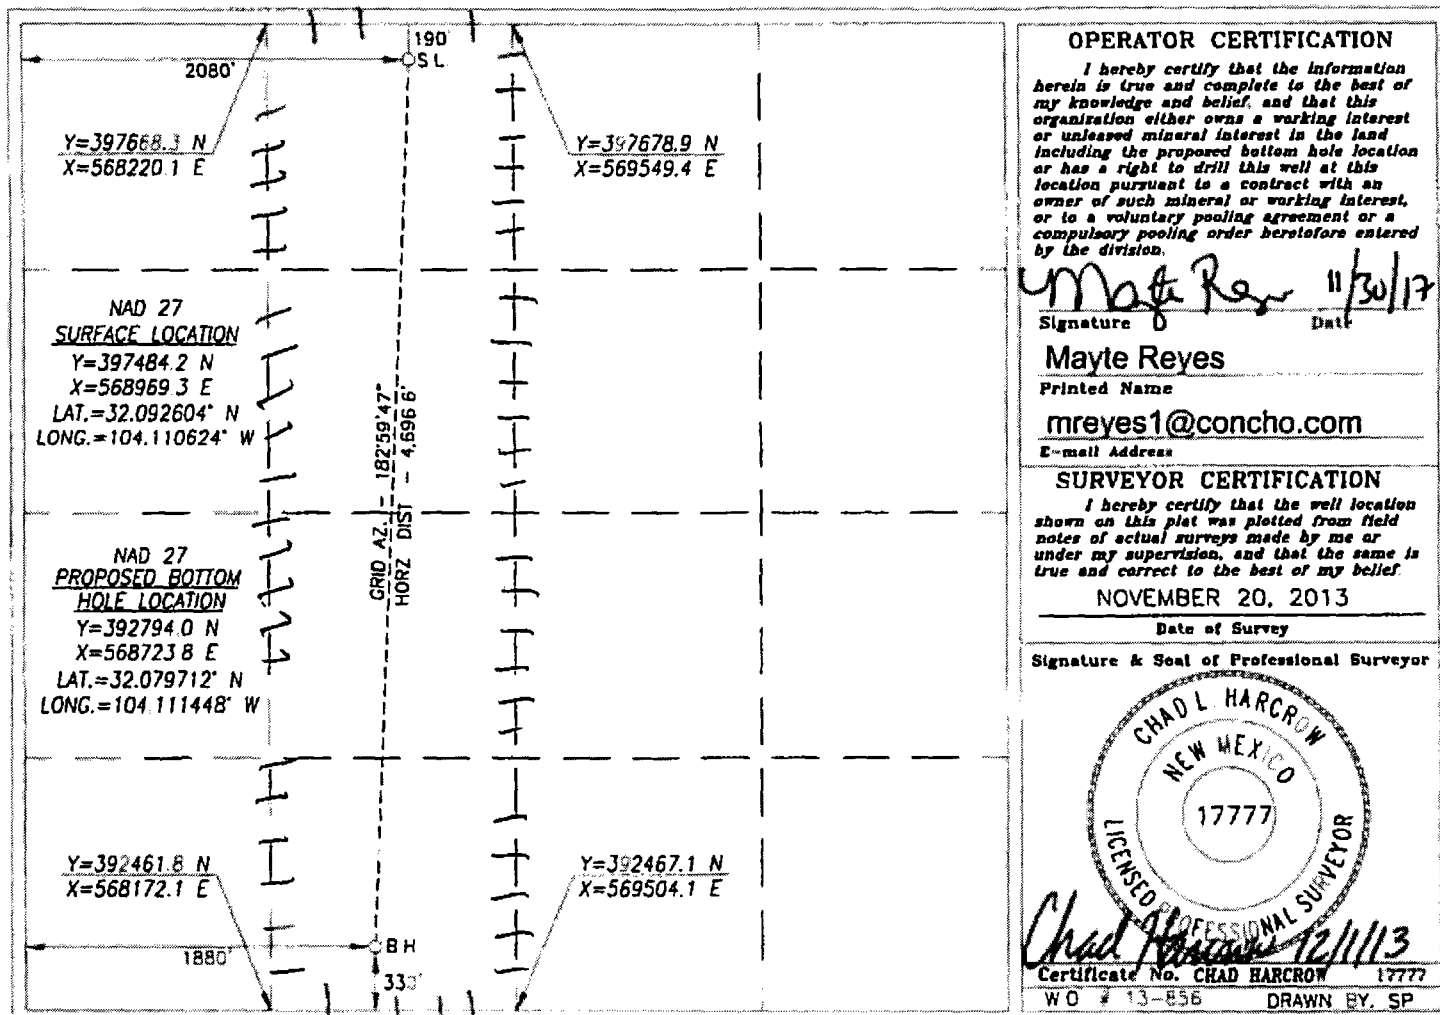 190'
S L
2080'
Y=397668.3 N
X=568220.1 E
Y=397678.9 N
X=569549.4 E
NAD 27
SURFACE LOCATION
Y=397484.2 N
X=568969.3 E
LAT.=32.092604° N
LONG.=104.110624° W
GRID AZ. - 182°59'47"
HORZ DIST - 4,696 6'
NAD 27
PROPOSED BOTTOM
HOLE LOCATION
Y=392794.0 N
X=568723 8 E
LAT.=32.079712° N
LONG.=104 111448° W
Y=392461.8 N
X=568172.1 E
Y=392467.1 N
X=569504.1 E
B H
1880'
330'
OPERATOR CERTIFICATION
I hereby certify that the information
herein is true and complete to the best of
my knowledge and belief, and that this
organization either owns a working interest
or unleased mineral interest in the land
including the proposed bottom hole location
or has a right to drill this well at this
location pursuant to a contract with an
owner of such mineral or working interest,
or to a voluntary pooling agreement or a
compulsory pooling order heretofore entered
by the division.
Mayte Reyes 11/30/17
Signature Date
Mayte Reyes
Printed Name
mreyes1@concho.com
E-mail Address
SURVEYOR CERTIFICATION
I hereby certify that the well location
shown on this plat was plotted from field
notes of actual surveys made by me or
under my supervision, and that the same is
true and correct to the best of my belief.
NOVEMBER 20, 2013
Date of Survey
Signature & Seal of Professional Surveyor
CHAD L HARCROW
NEW MEXICO
17777
LICENSED PROFESSIONAL SURVEYOR
Chad Harcrow 12/1/13
Certificate No. CHAD HARCROW 17777
W O # 13-856 DRAWN BY. SP